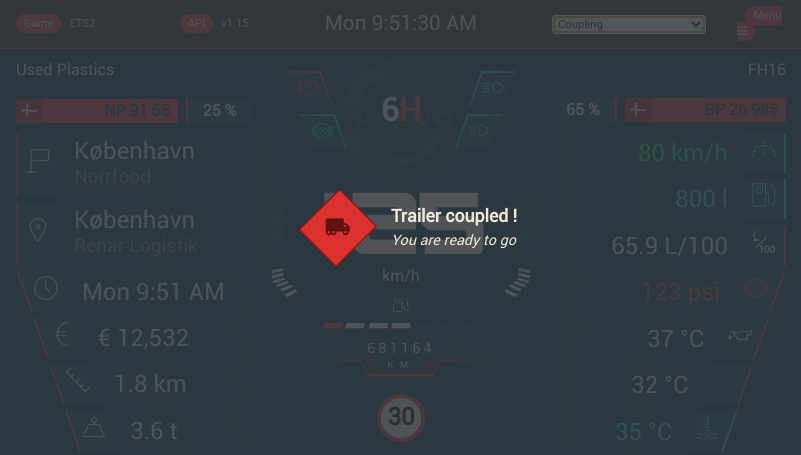 Game ETS2 API v1.15 Mon 9:51:30 AM Coupling Menu
Used Plastics FH16
NP 91 65 25 % 6H 65 % BP 26 985
København
Norrfood
80 km/h
800 l
København
Renar Logistik
125
Trailer coupled !
You are ready to go
65.9 L/100
L/100
km/h
Mon 9:51 AM
123 psi
€ 12,532
681164
KM
37 °C
1.8 km
32 °C
3.6 t
30
35 °C